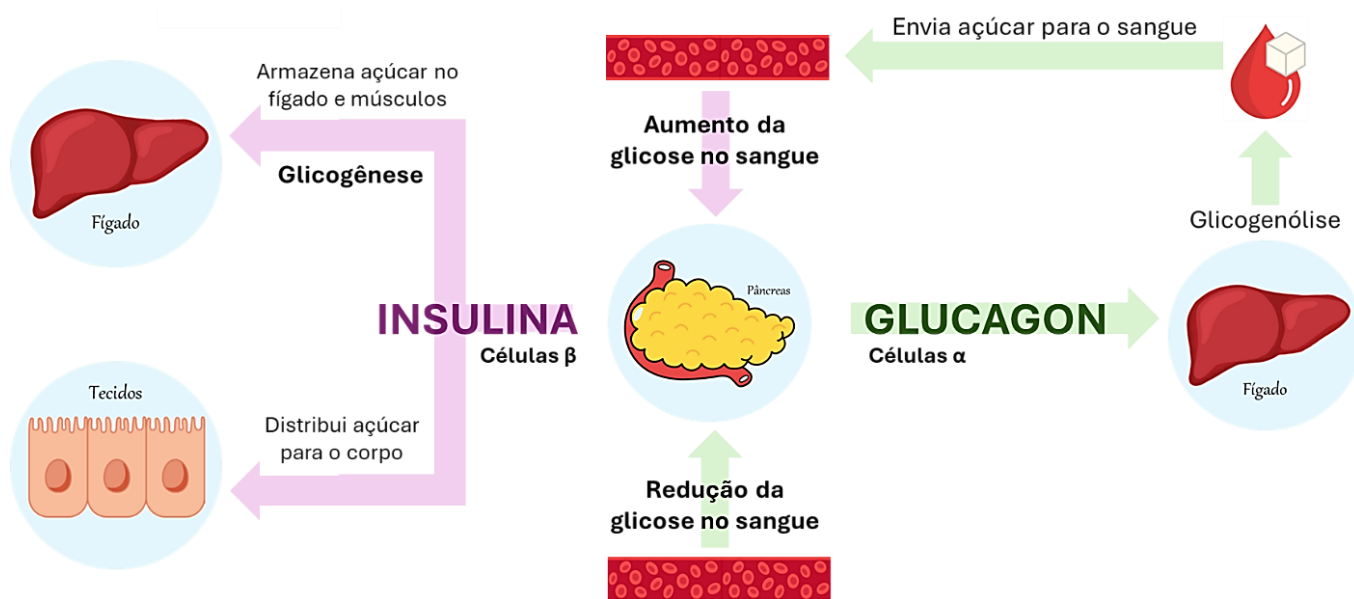 Envia açúcar para o sangue
Armazena açúcar no
fígado e músculos
Glicogênese
Fígado
Aumento da
glicose no sangue
Glicogenólise
Pâncreas
INSULINA
Células β
GLUCAGON
Células α
Fígado
Tecidos
Distribui açúcar
para o corpo
Redução da
glicose no sangue